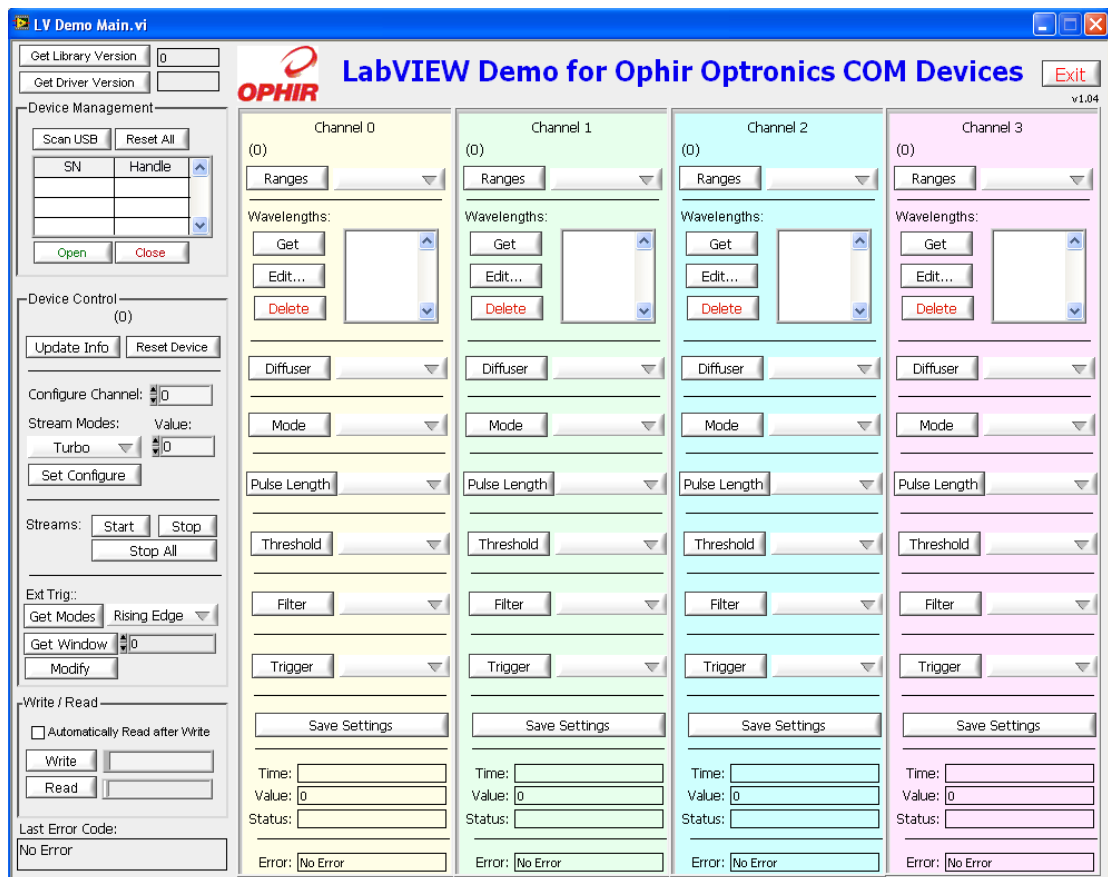 LV Demo Main.vi
Get Library Version 0
Get Driver Version
OPHIR
LabVIEW Demo for Ophir Optronics COM Devices
Exit
v1.04
Device Management
Scan USB Reset All
SN Handle
Open Close
Device Control
(0)
Update Info Reset Device
Configure Channel: 0
Stream Modes: Value:
Turbo 0
Set Configure
Streams: Start Stop
Stop All
Ext Trig::
Get Modes Rising Edge
Get Window 0
Modify
Write / Read
Automatically Read after Write
Write
Read
Last Error Code:
No Error
Channel 0
(0)
Ranges
Wavelengths:
Get
Edit...
Delete
Diffuser
Mode
Pulse Length
Threshold
Filter
Trigger
Save Settings
Time:
Value: 0
Status:
Error: No Error
Channel 1
(0)
Ranges
Wavelengths:
Get
Edit...
Delete
Diffuser
Mode
Pulse Length
Threshold
Filter
Trigger
Save Settings
Time:
Value: 0
Status:
Error: No Error
Channel 2
(0)
Ranges
Wavelengths:
Get
Edit...
Delete
Diffuser
Mode
Pulse Length
Threshold
Filter
Trigger
Save Settings
Time:
Value: 0
Status:
Error: No Error
Channel 3
(0)
Ranges
Wavelengths:
Get
Edit...
Delete
Diffuser
Mode
Pulse Length
Threshold
Filter
Trigger
Save Settings
Time:
Value: 0
Status:
Error: No Error